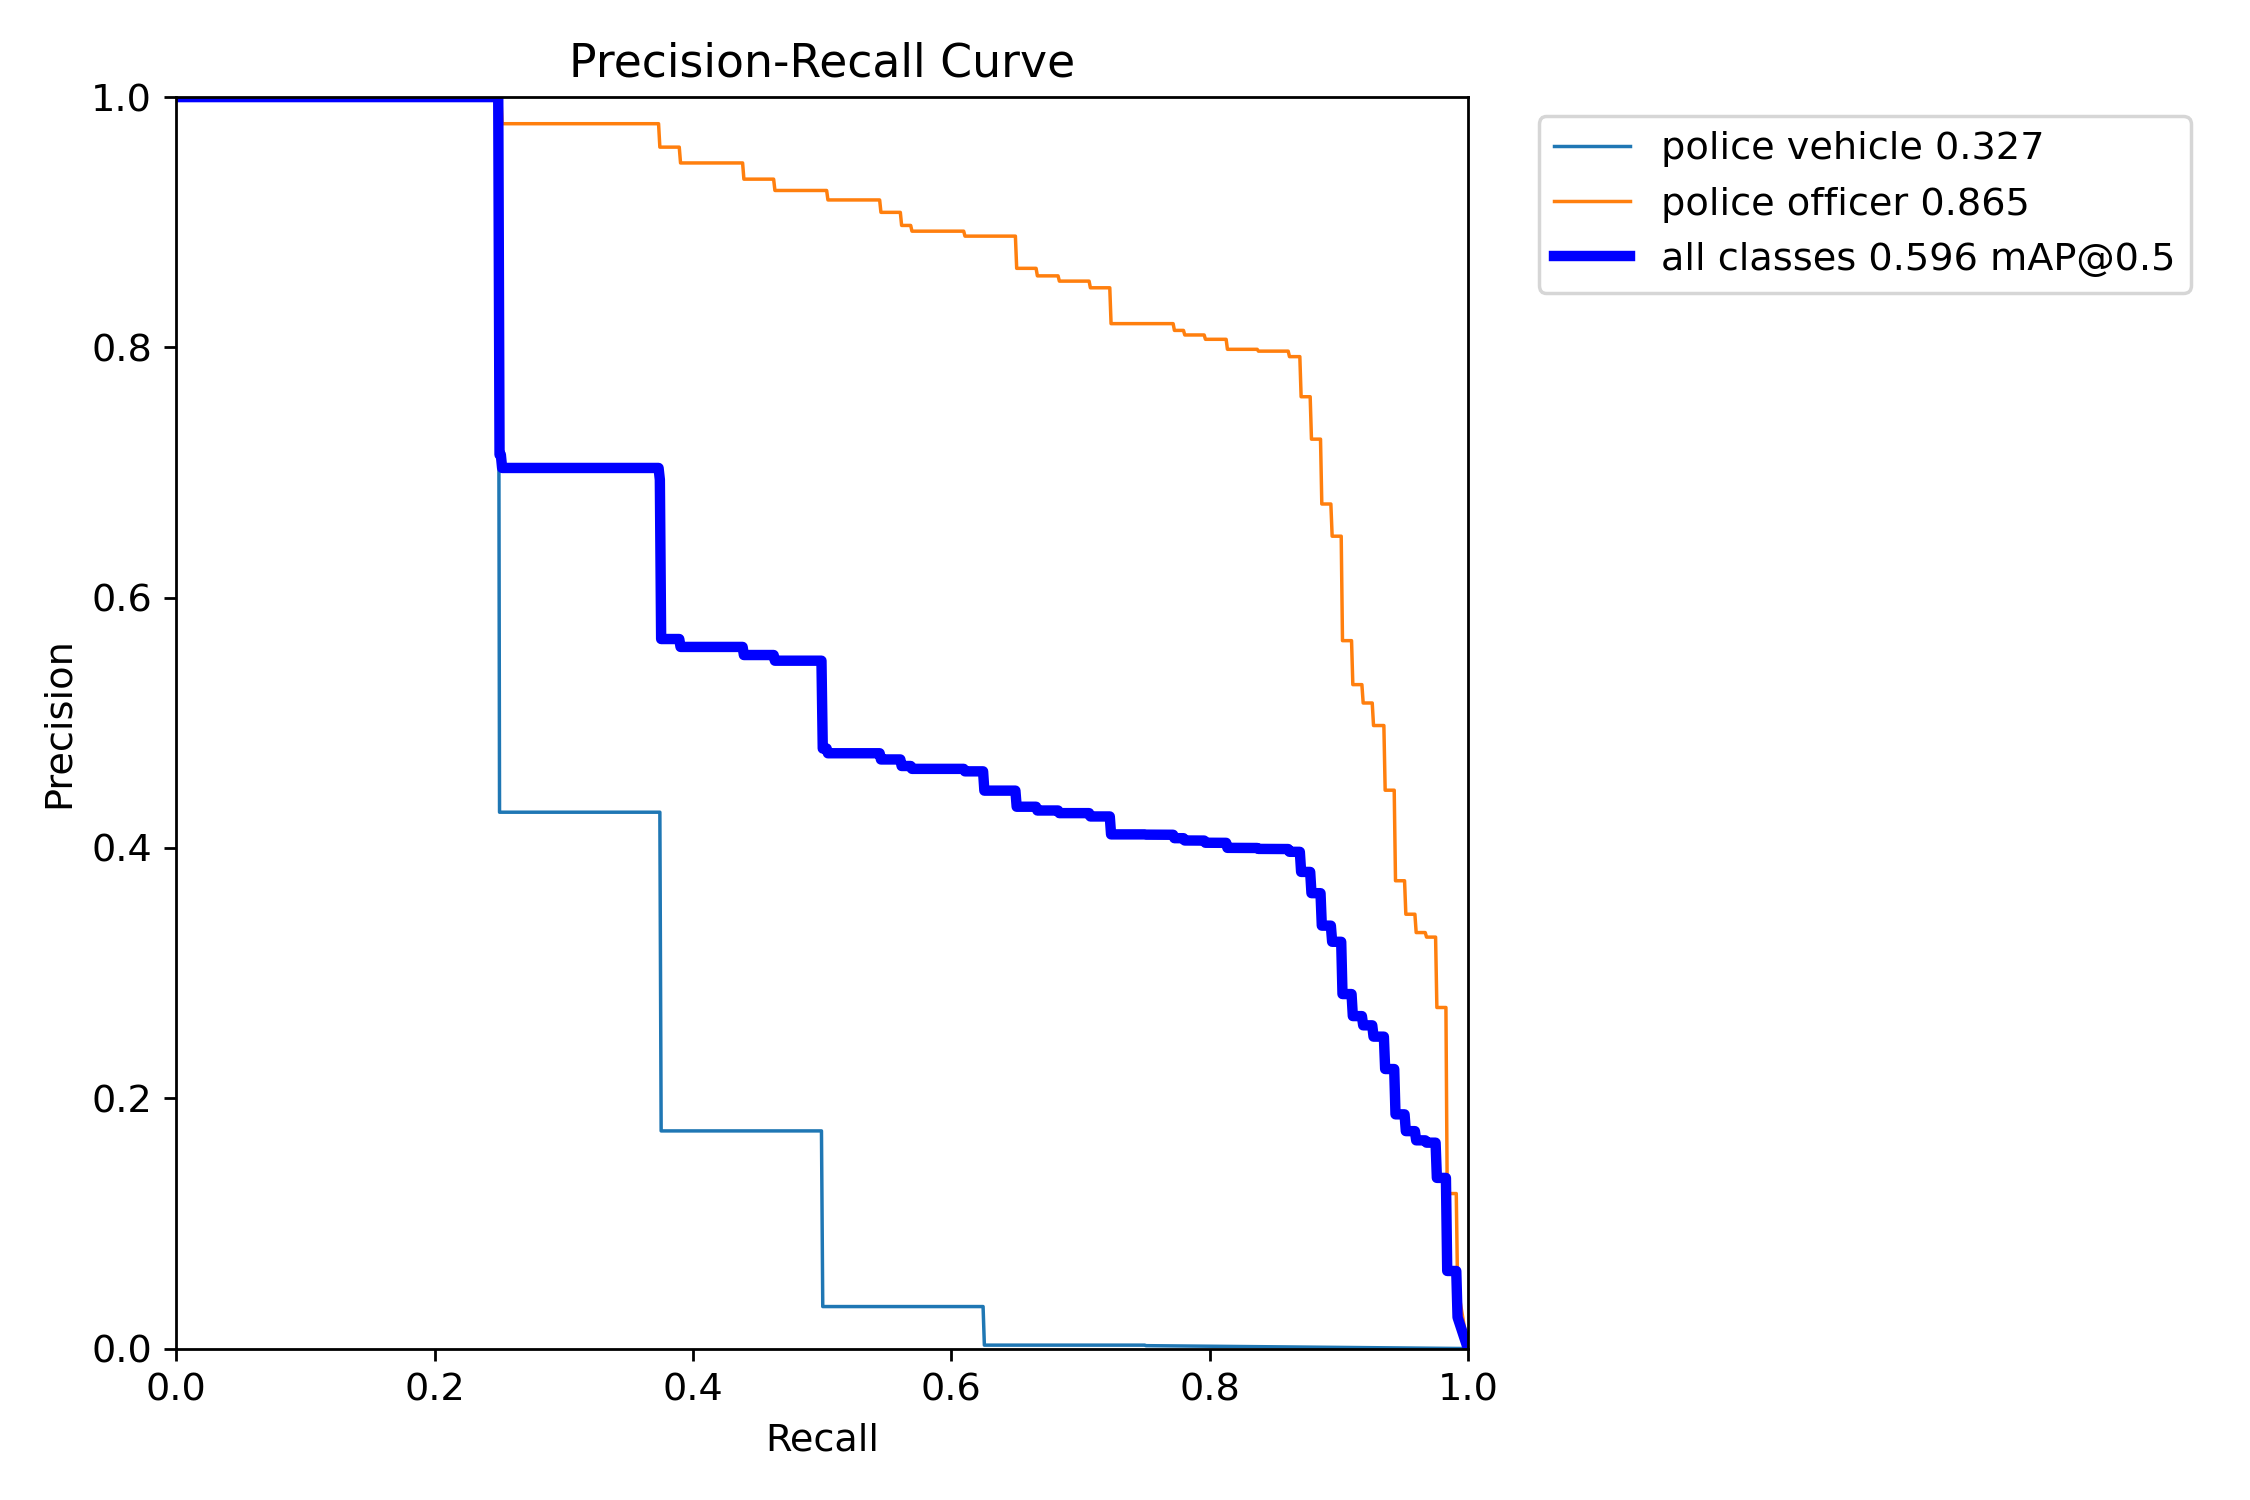 Precision-Recall Curve
1.0
0.8
0.6
0.4
0.2
0.0
Precision
0.0 0.2 0.4 0.6 0.8 1.0
Recall
police vehicle 0.327
police officer 0.865
all classes 0.596 mAP@0.5